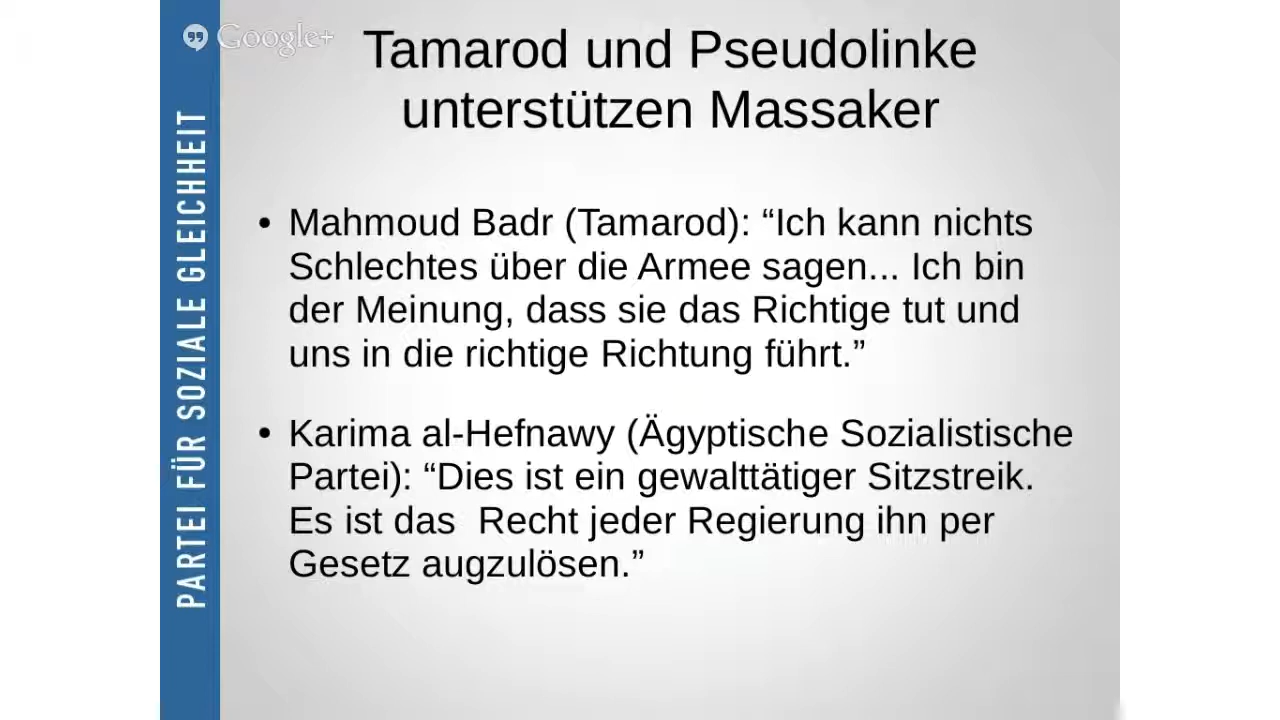 Google+
Tamarod und Pseudolinke
unterstützen Massaker
PARTEI FÜR SOZIALE GLEICHHEIT
• Mahmoud Badr (Tamarod): “Ich kann nichts
Schlechtes über die Armee sagen... Ich bin
der Meinung, dass sie das Richtige tut und
uns in die richtige Richtung führt.”
• Karima al-Hefnawy (Ägyptische Sozialistische
Partei): “Dies ist ein gewalttätiger Sitzstreik.
Es ist das  Recht jeder Regierung ihn per
Gesetz augzulösen.”